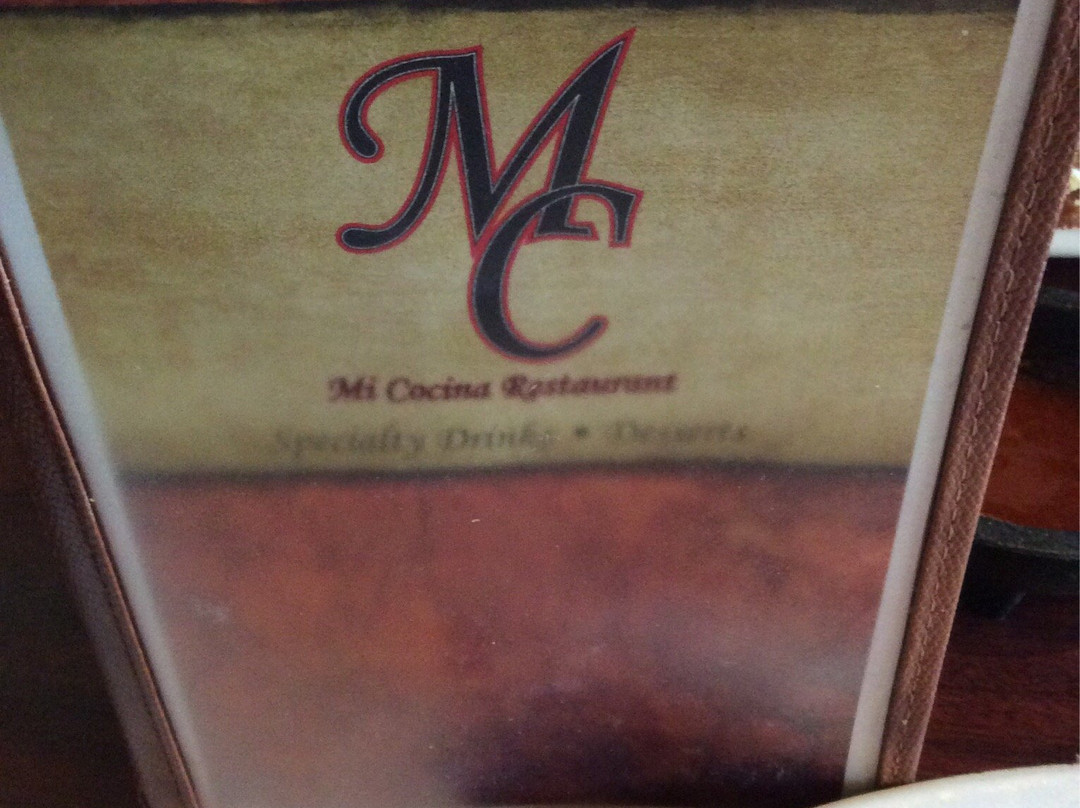 MC
Mi Cocina Restaurant
Specialty Drinks • Desserts